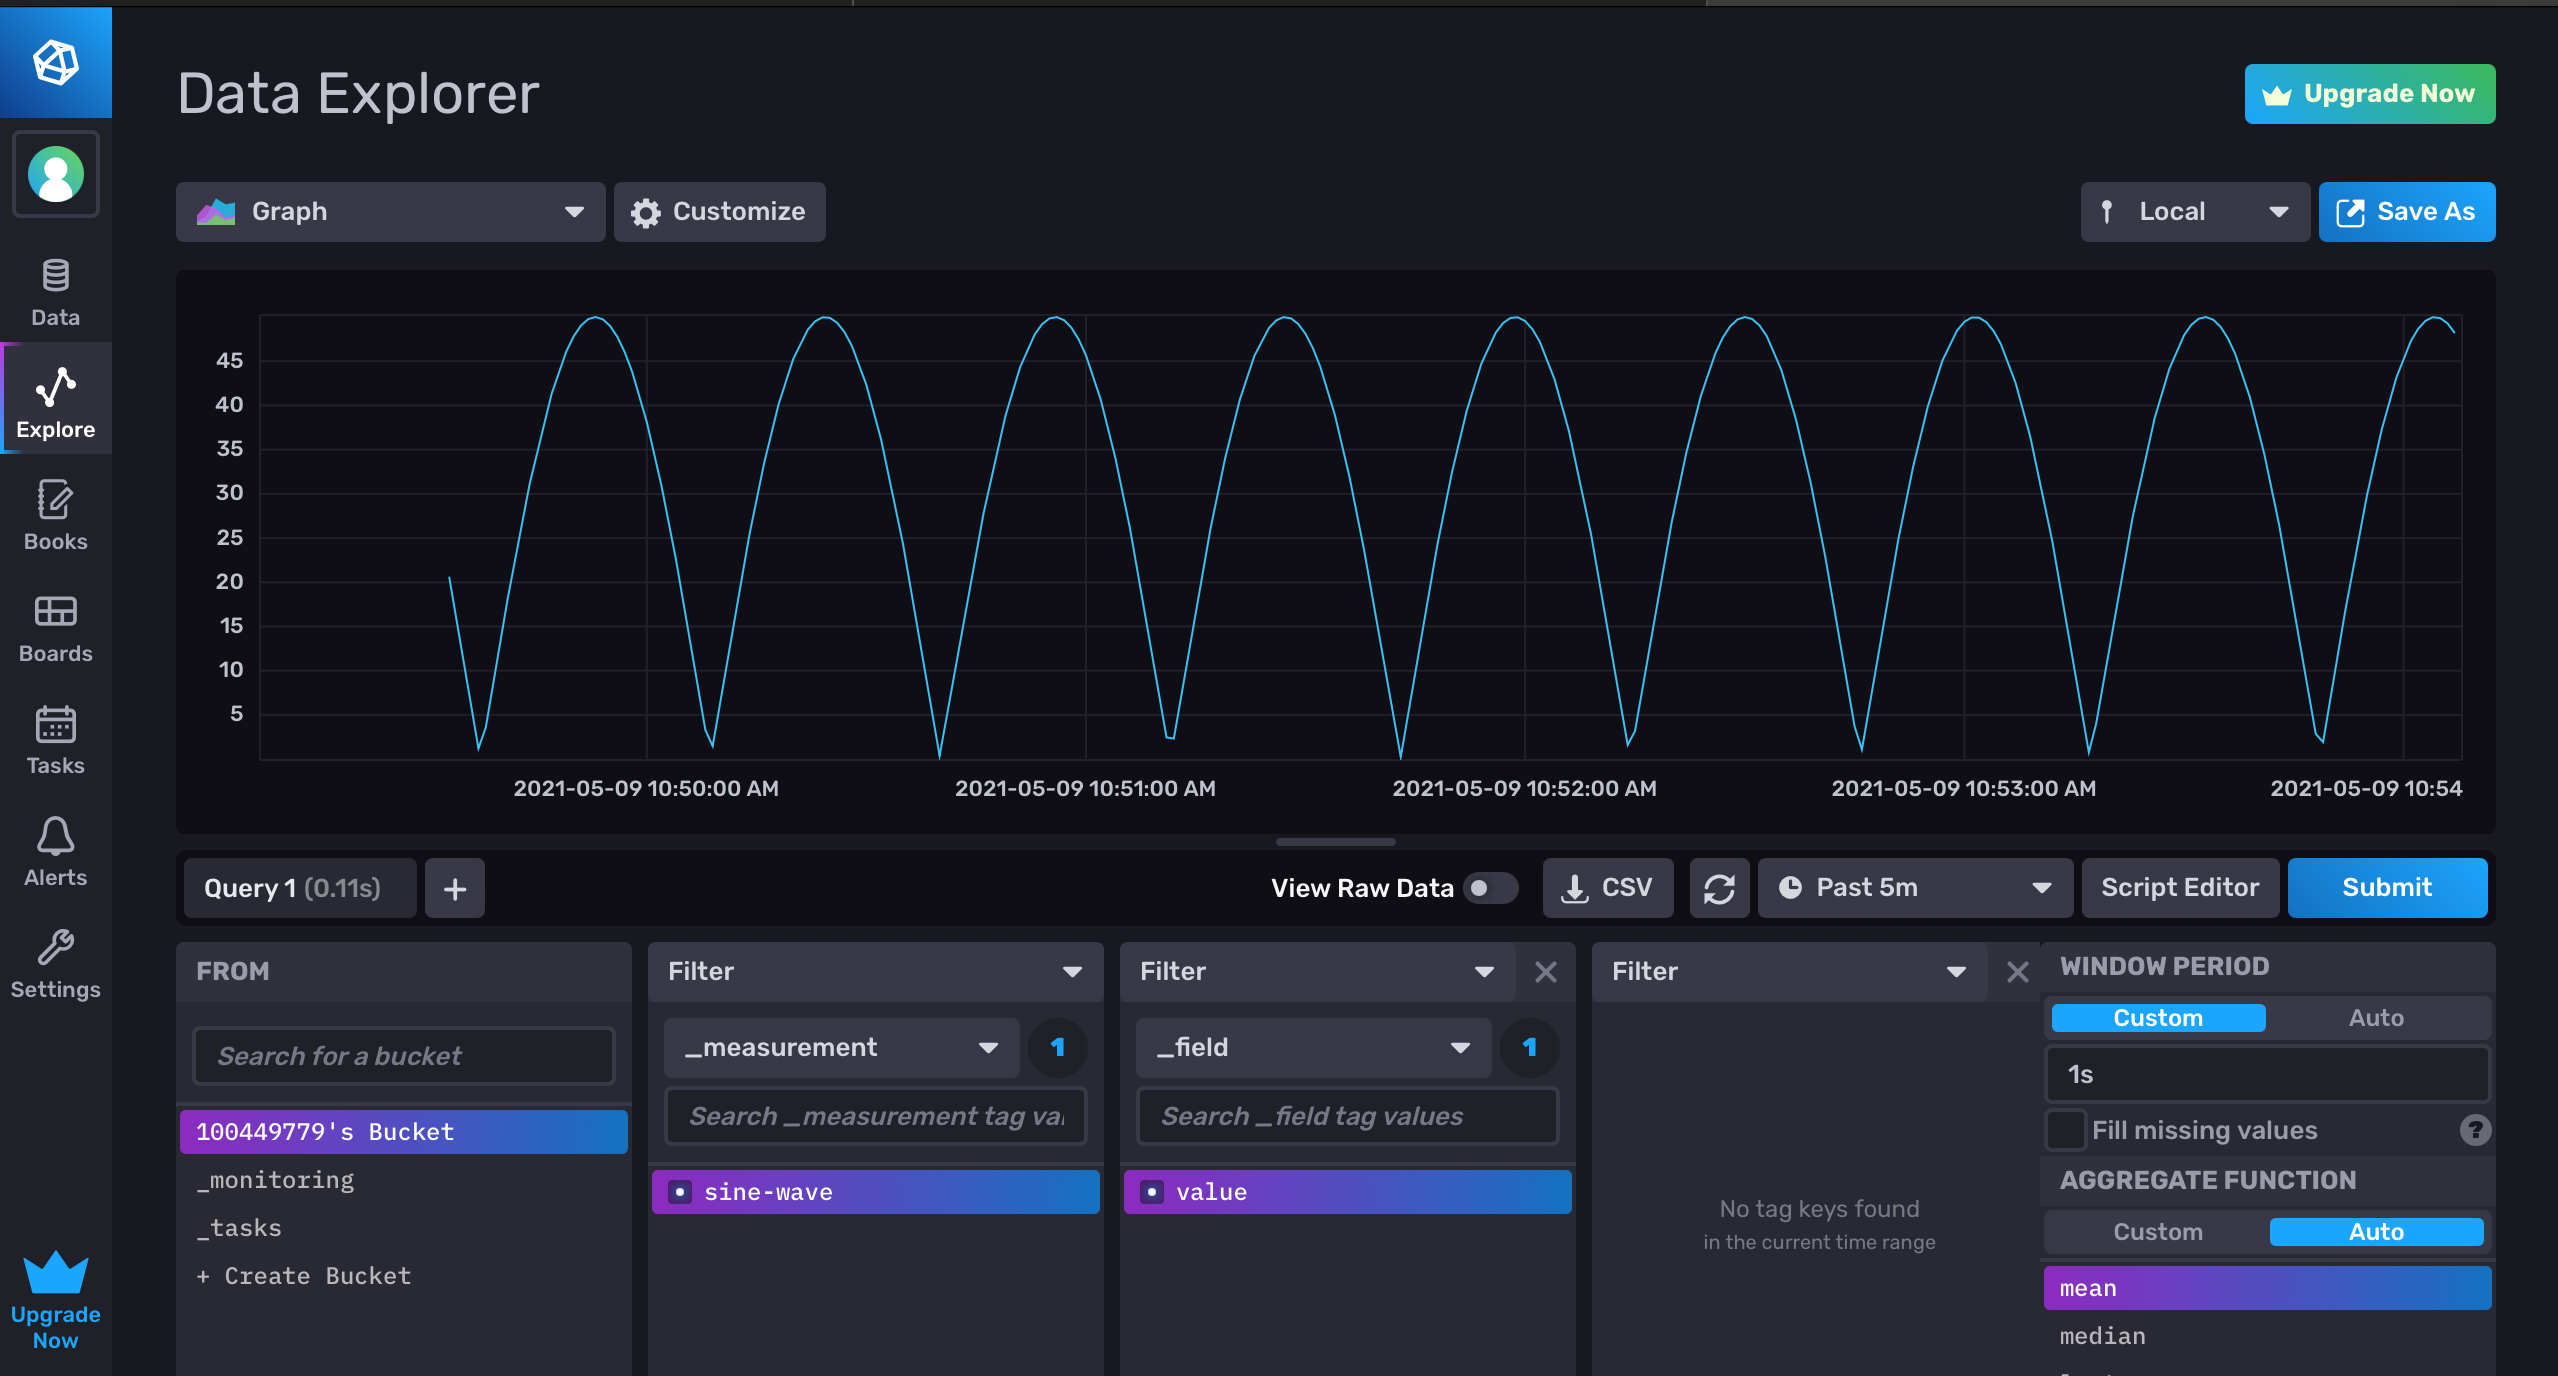 Data Explorer
Upgrade Now
Graph
Customize
Local
Save As
Data
Explore
Books
Boards
Tasks
Alerts
Settings
Upgrade
Now
45
40
35
30
25
20
15
10
5
2021-05-09 10:50:00 AM
2021-05-09 10:51:00 AM
2021-05-09 10:52:00 AM
2021-05-09 10:53:00 AM
2021-05-09 10:54
Query 1 (0.11s)
+
View Raw Data
CSV
Past 5m
Script Editor
Submit
FROM
Search for a bucket
100449779's Bucket
_monitoring
_tasks
+ Create Bucket
Filter
_measurement
1
Search _measurement tag va
sine-wave
Filter
_field
1
Search _field tag values
value
Filter
No tag keys found
in the current time range
WINDOW PERIOD
Custom
Auto
1s
Fill missing values
?
AGGREGATE FUNCTION
Custom
Auto
mean
median